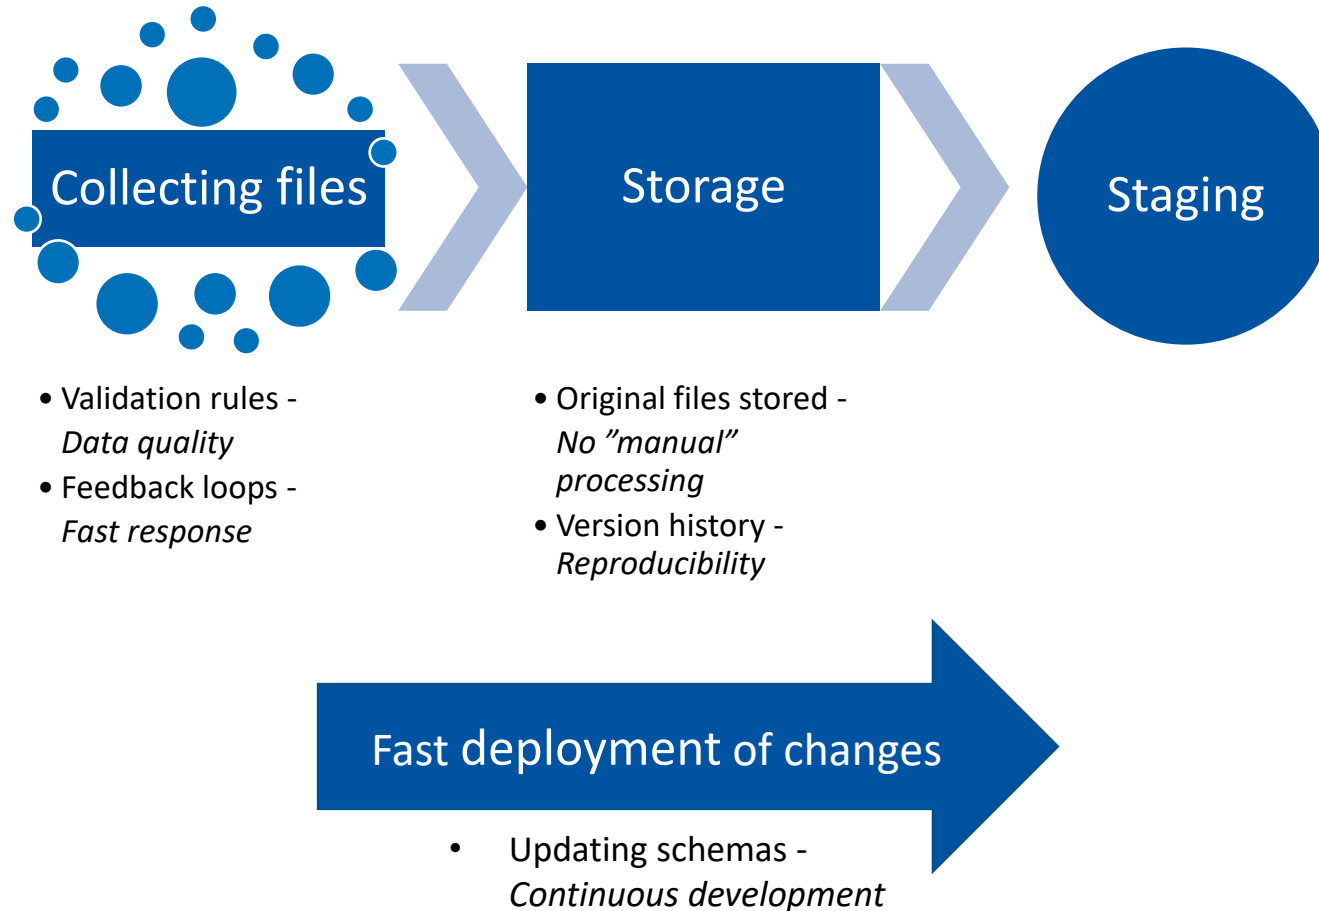 Collecting files
Storage
Staging
• Validation rules -
Data quality
• Feedback loops -
Fast response
• Original files stored -
No ”manual”
processing
• Version history -
Reproducibility
Fast deployment of changes
• Updating schemas -
Continuous development